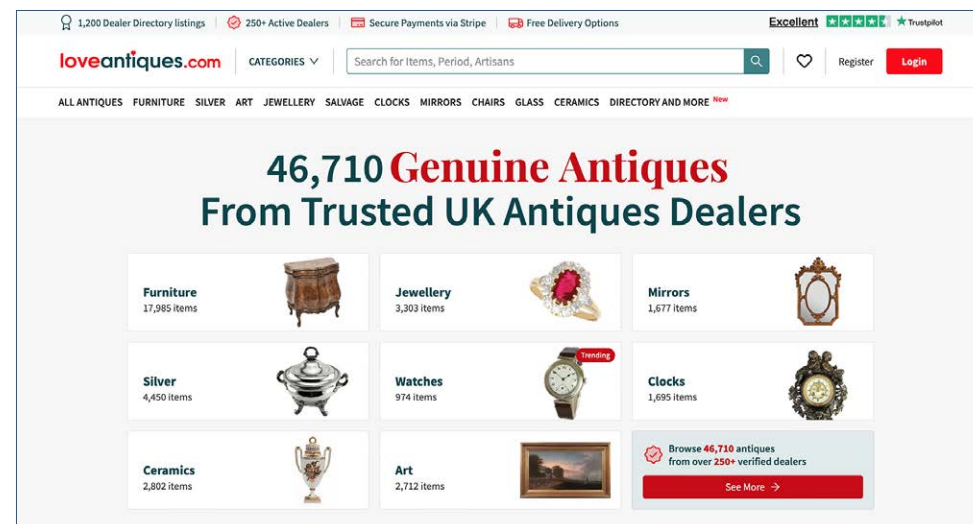 1,200 Dealer Directory listings 250+ Active Dealers Secure Payments via Stripe Free Delivery Options Excellent Trustpilot
loveantiques.com CATEGORIES Search for Items, Period, Artisans Register Login
ALL ANTIQUES FURNITURE SILVER ART JEWELLERY SALVAGE CLOCKS MIRRORS CHAIRS GLASS CERAMICS DIRECTORY AND MORE New
46,710 Genuine Antiques
From Trusted UK Antiques Dealers
Furniture
17,985 items
Jewellery
3,303 items
Mirrors
1,677 items
Silver
4,450 items
Trending
Watches
974 items
Clocks
1,695 items
Ceramics
2,802 items
Art
2,712 items
Browse 46,710 antiques
from over 250+ verified dealers
See More →